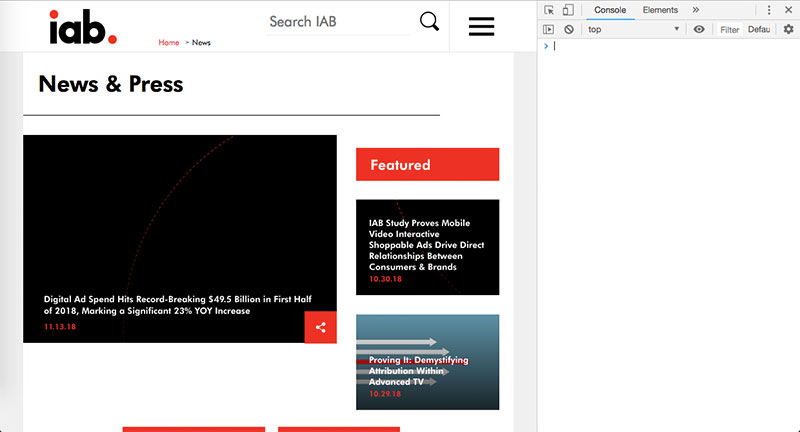 iab.
Search IAB
Home > News
News & Press
Digital Ad Spend Hits Record-Breaking $49.5 Billion in First Half
of 2018, Marking a Significant 23% YOY Increase
11.13.18
Featured
IAB Study Proves Mobile
Video Interactive
Shoppable Ads Drive Direct
Relationships Between
Consumers & Brands
10.30.18
Proving It: Demystifying
Attribution Within
Advanced TV
10.29.18
Console Elements »
top Filter Defau